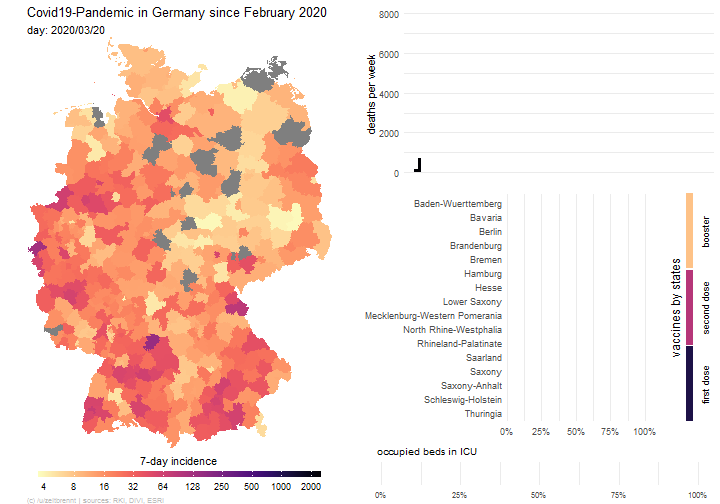 Covid19-Pandemic in Germany since February 2020
day: 2020/03/20
7-day incidence
4 8 16 32 64 128 250 500 1000 2000
(c) /u/zeitbrennt | sources: RKI, DIVI, ESRI
deaths per week
8000
6000
4000
2000
0
Baden-Wuerttemberg
Bavaria
Berlin
Brandenburg
Bremen
Hamburg
Hesse
Lower Saxony
Mecklenburg-Western Pomerania
North Rhine-Westphalia
Rhineland-Palatinate
Saarland
Saxony
Saxony-Anhalt
Schleswig-Holstein
Thuringia
0% 25% 50% 75% 100%
vaccines by states
booster
second dose
first dose
occupied beds in ICU
0% 25% 50% 75% 100%